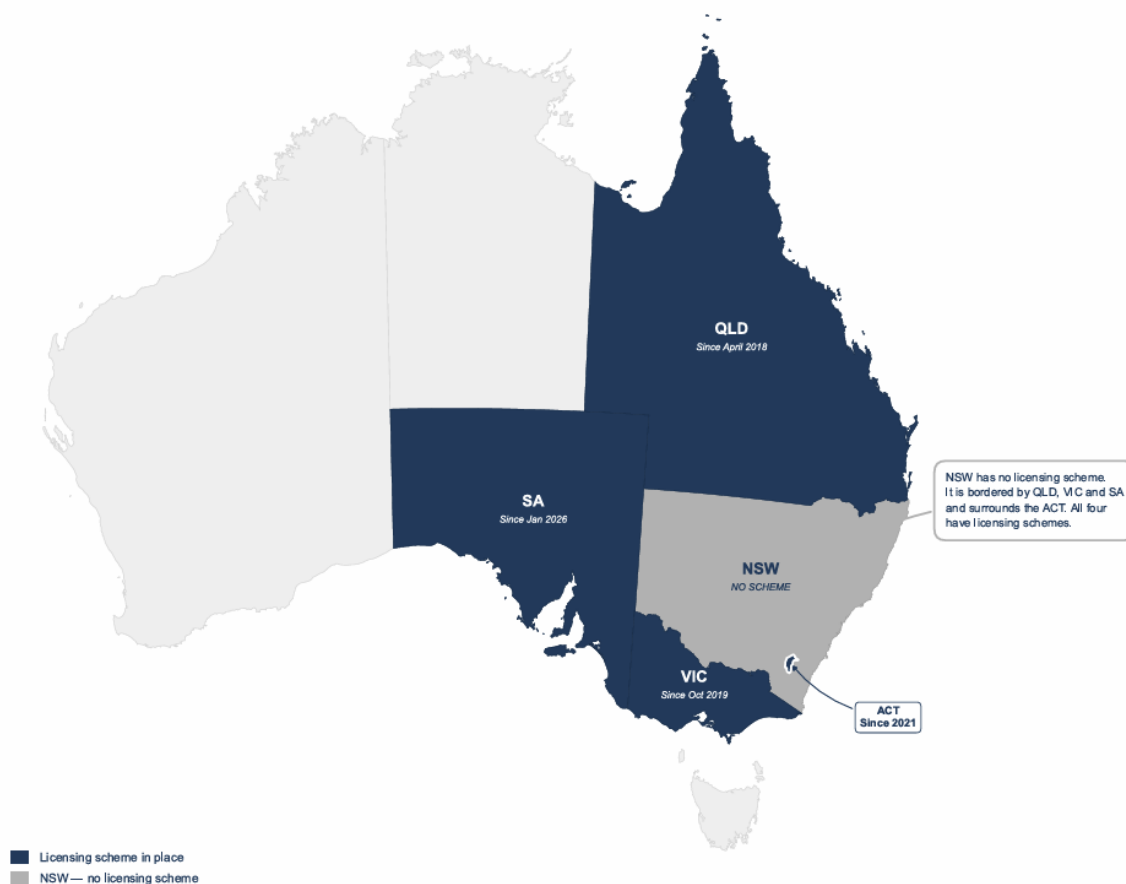 QLD
Since April 2018
NSW has no licensing scheme.
It is bordered by QLD, VIC and SA
and surrounds the ACT. All four
have licensing schemes.
SA
Since Jan 2026
NSW
NO SCHEME
VIC
Since Oct 2019
ACT
Since 2021
Licensing scheme in place
NSW — no licensing scheme